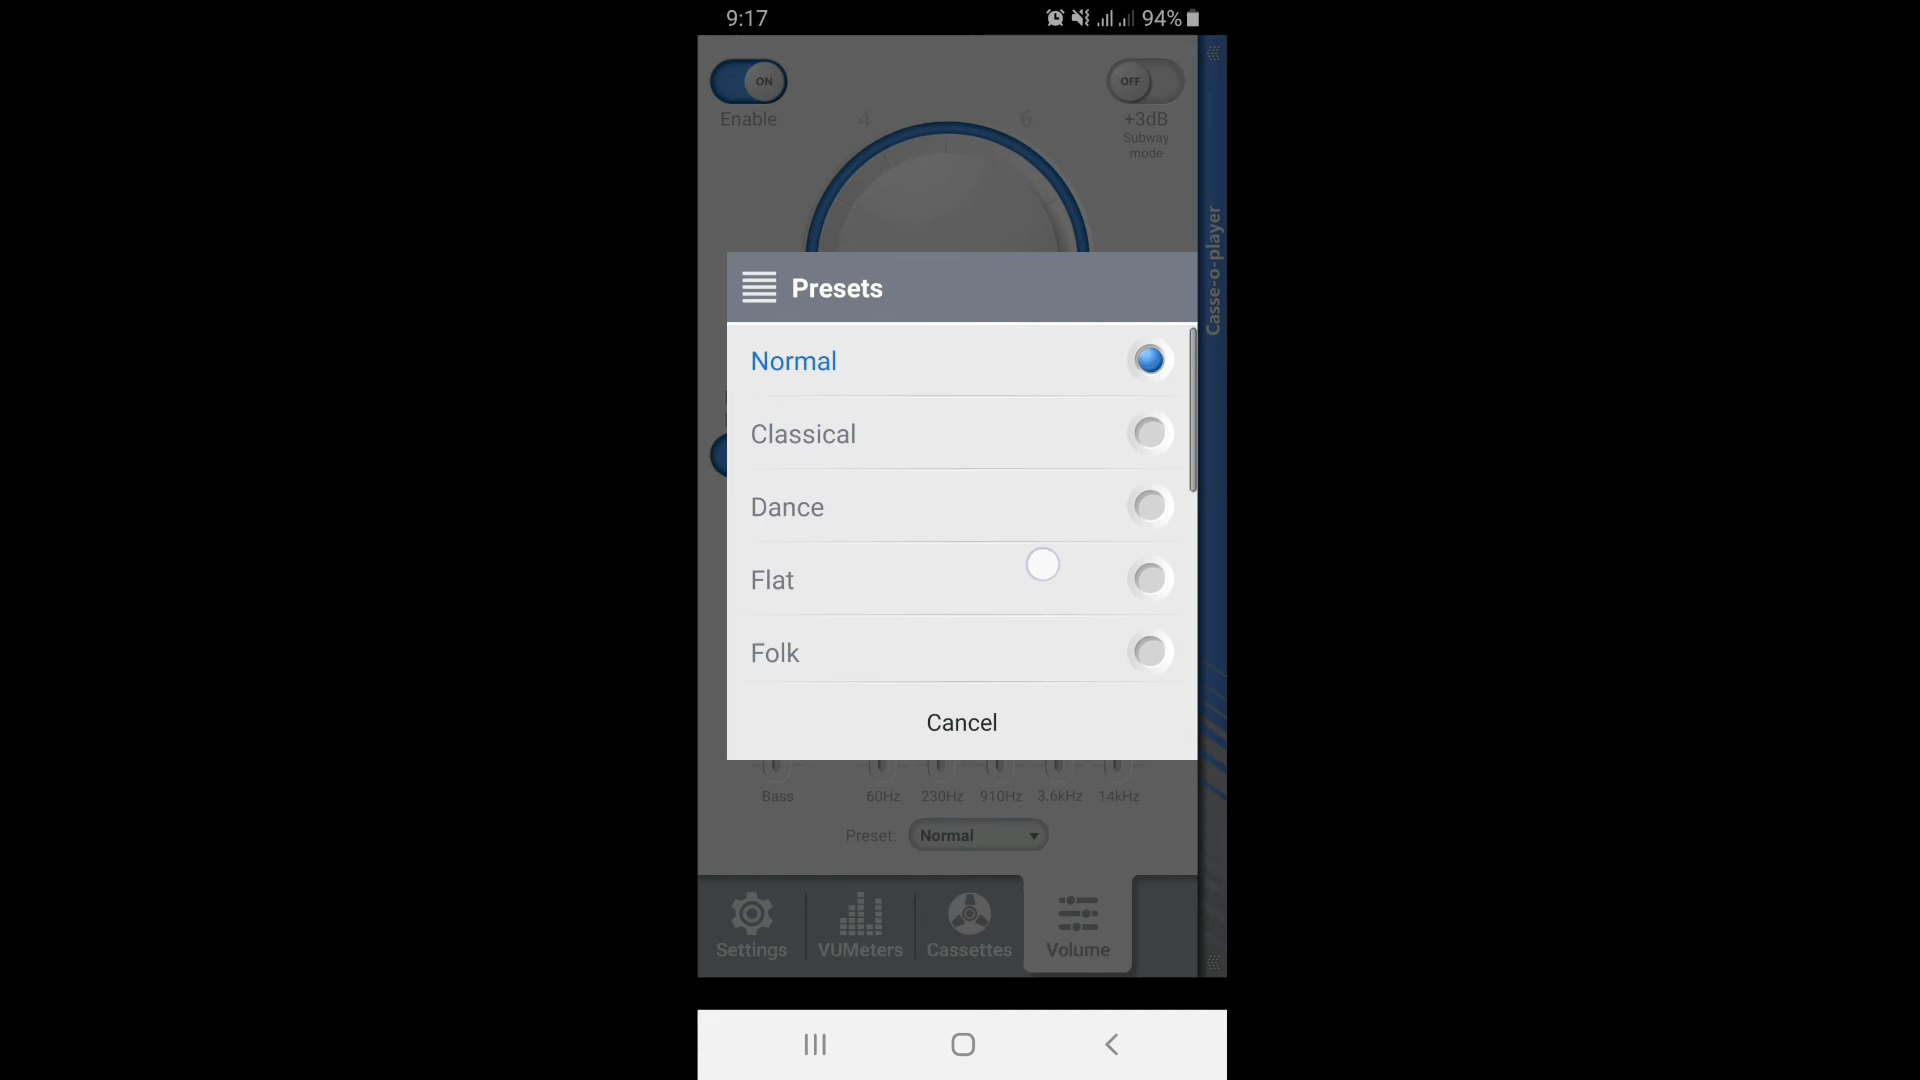 9:17
94%
ON
OFF
Enable
4
6
+3dB
Subway
mode
Casse-o-player
Presets
Normal
Classical
Dance
Flat
Folk
Cancel
Bass
60Hz
230Hz
910Hz
3.6kHz
14kHz
Preset:
Normal
Settings
VUMeters
Cassettes
Volume